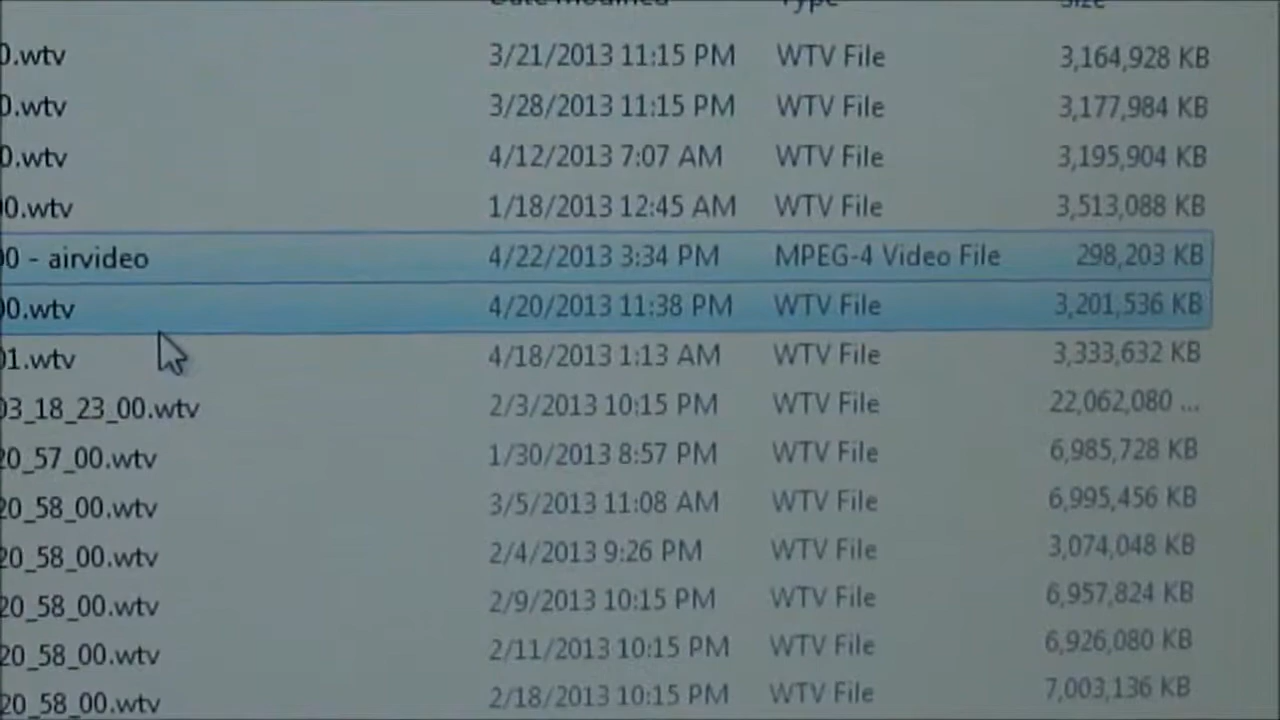 Date modified Type Size
0.wtv 3/21/2013 11:15 PM WTV File 3,164,928 KB
0.wtv 3/28/2013 11:15 PM WTV File 3,177,984 KB
0.wtv 4/12/2013 7:07 AM WTV File 3,195,904 KB
00.wtv 1/18/2013 12:45 AM WTV File 3,513,088 KB
00 - airvideo 4/22/2013 3:34 PM MPEG-4 Video File 298,203 KB
00.wtv 4/20/2013 11:38 PM WTV File 3,201,536 KB
01.wtv 4/18/2013 1:13 AM WTV File 3,333,632 KB
03_18_23_00.wtv 2/3/2013 10:15 PM WTV File 22,062,080 ...
20_57_00.wtv 1/30/2013 8:57 PM WTV File 6,985,728 KB
20_58_00.wtv 3/5/2013 11:08 AM WTV File 6,995,456 KB
20_58_00.wtv 2/4/2013 9:26 PM WTV File 3,074,048 KB
20_58_00.wtv 2/9/2013 10:15 PM WTV File 6,957,824 KB
20_58_00.wtv 2/11/2013 10:15 PM WTV File 6,926,080 KB
20_58_00.wtv 2/18/2013 10:15 PM WTV File 7,003,136 KB